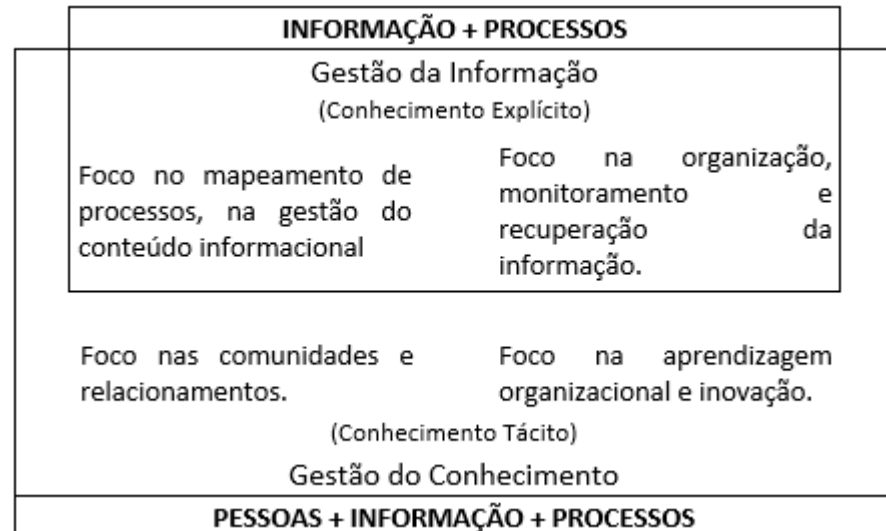 INFORMAÇÃO + PROCESSOS
Gestão da Informação
(Conhecimento Explícito)
Foco no mapeamento de
processos, na gestão do
conteúdo informacional
Foco na organização,
monitoramento e
recuperação da
informação.
Foco nas comunidades e
relacionamentos.
Foco na aprendizagem
organizacional e inovação.
(Conhecimento Tácito)
Gestão do Conhecimento
PESSOAS + INFORMAÇÃO + PROCESSOS